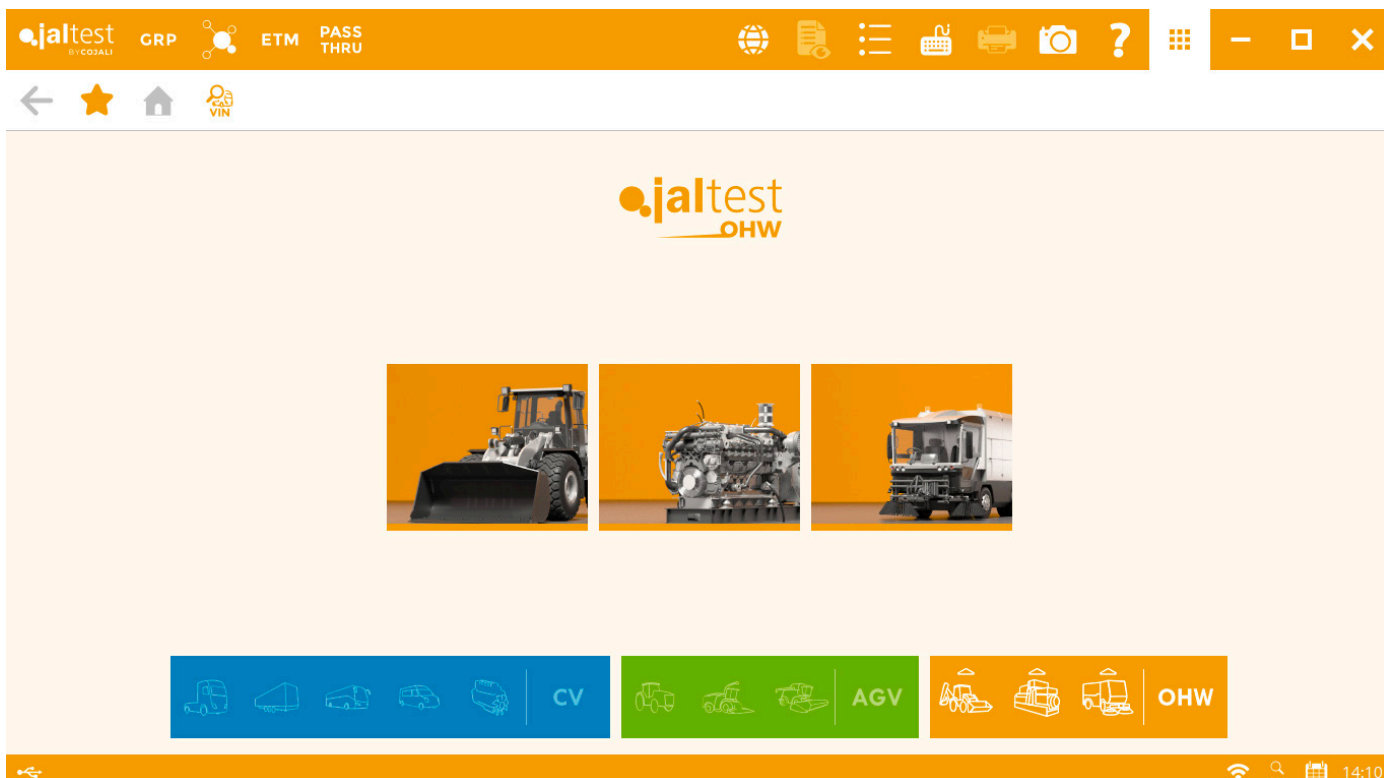 jaltest
BY COJALI
GRP
ETM
PASS
THRU
?
VIN
jaltest
OHW
CV
AGV
OHW
14:10